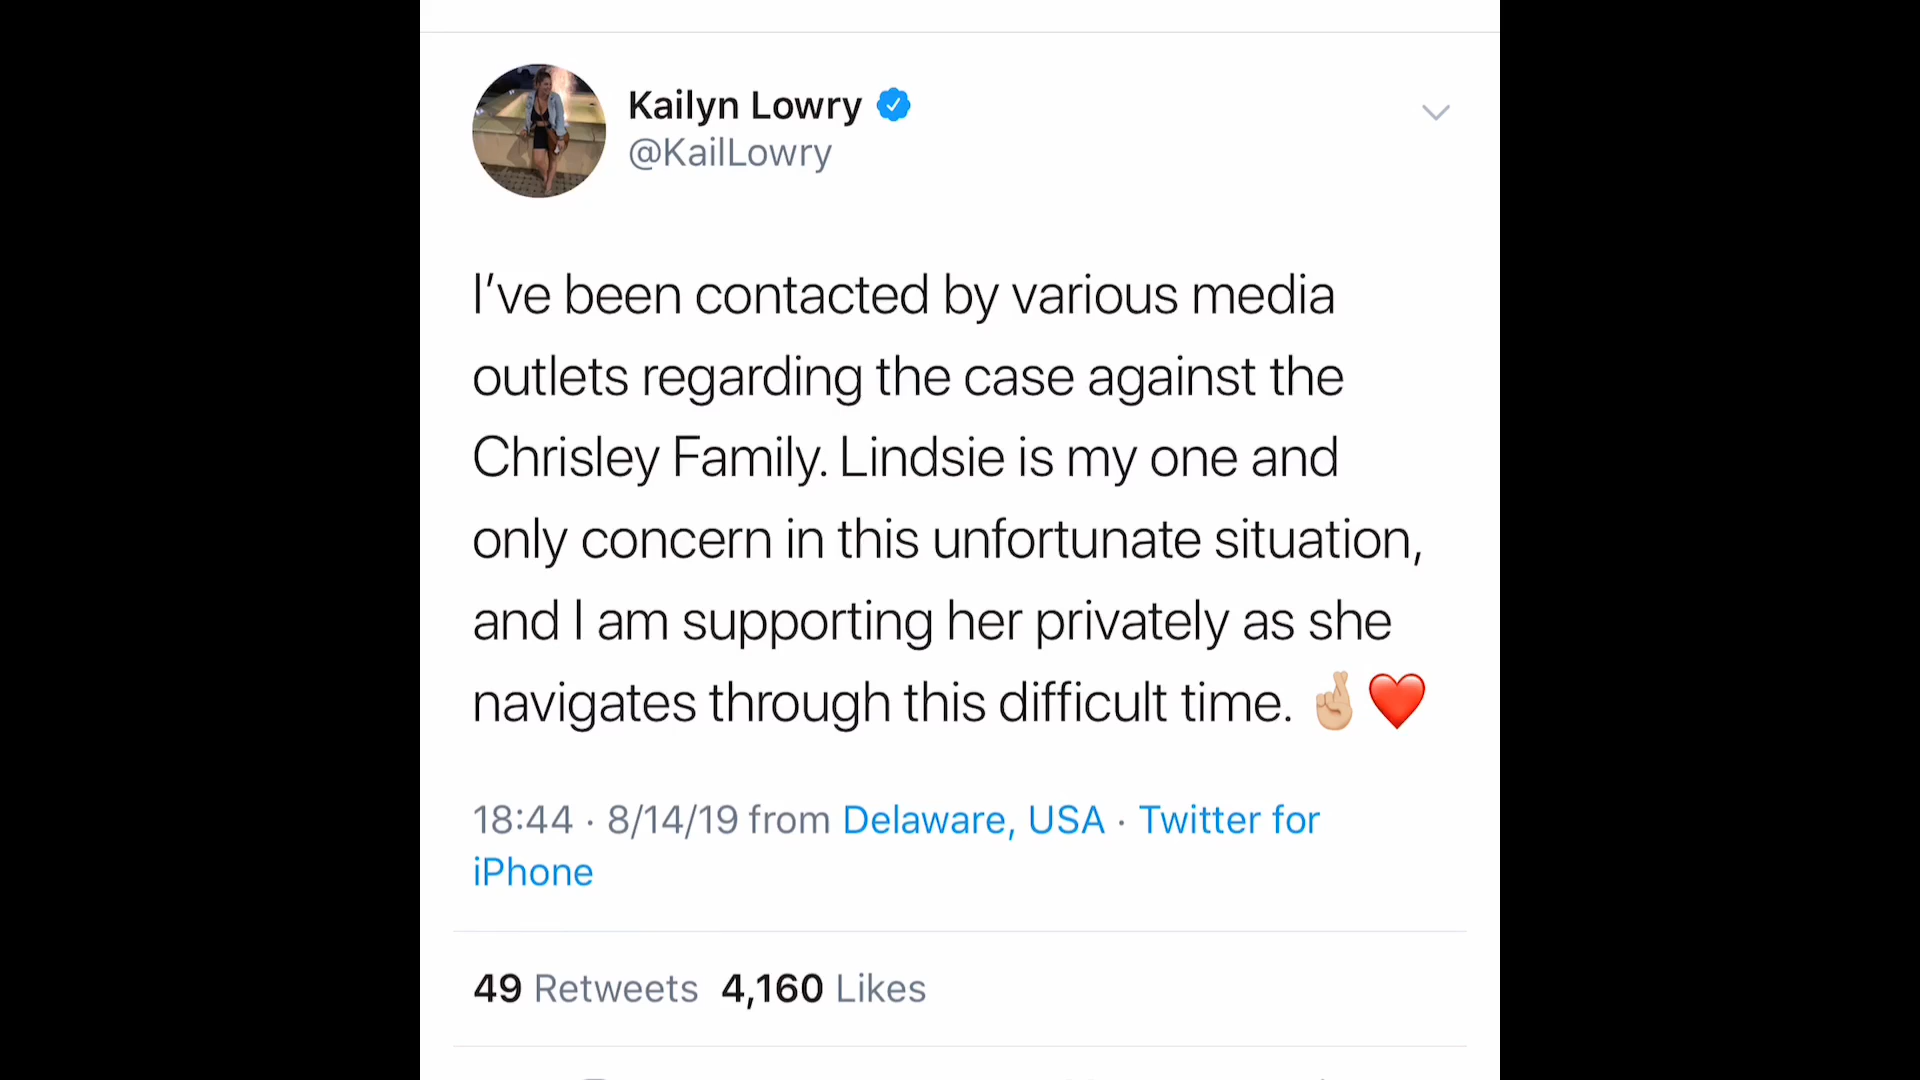 Kailyn Lowry
@KailLowry
I’ve been contacted by various media
outlets regarding the case against the
Chrisley Family. Lindsie is my one and
only concern in this unfortunate situation,
and I am supporting her privately as she
navigates through this difficult time. 🤞🏼❤️
18:44 · 8/14/19 from Delaware, USA · Twitter for
iPhone
49 Retweets 4,160 Likes